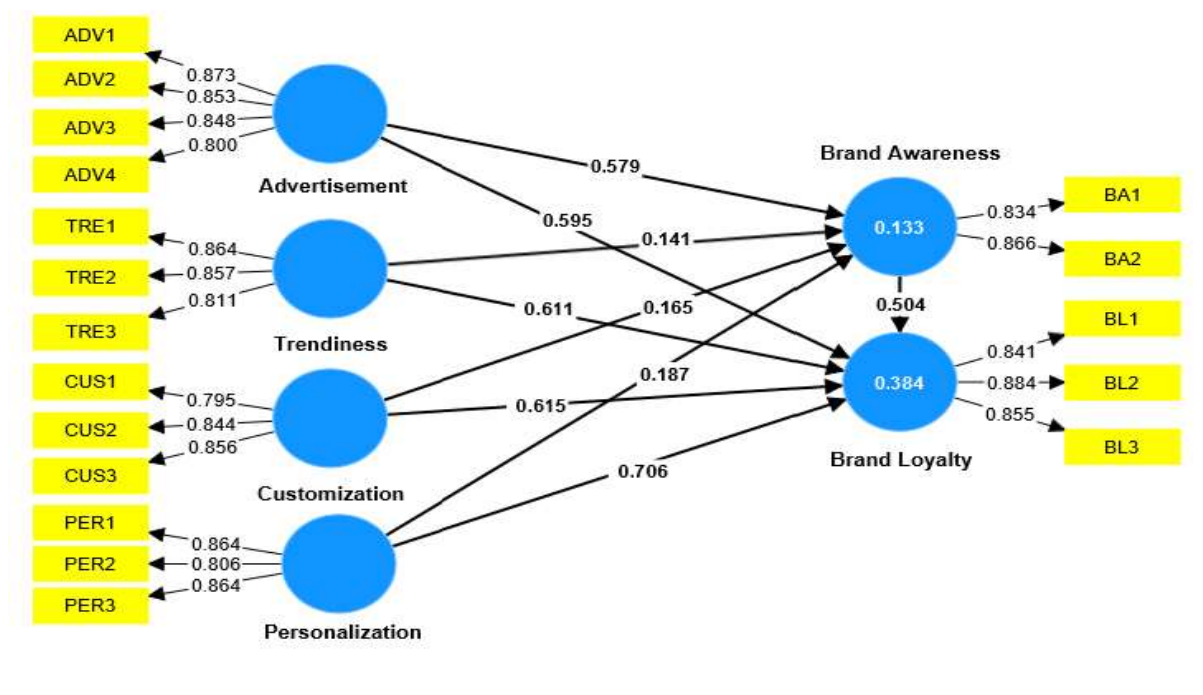 ADV1
ADV2
ADV3
ADV4
0.873
0.853
0.848
0.800
Advertisement
TRE1
TRE2
TRE3
0.864
0.857
0.811
Trendiness
CUS1
CUS2
CUS3
0.795
0.844
0.856
Customization
PER1
PER2
PER3
0.864
0.806
0.864
Personalization
0.579
0.595
0.141
0.611
0.165
0.615
0.187
0.706
Brand Awareness
0.133
0.504
0.384
Brand Loyalty
0.834
0.866
BA1
BA2
0.841
0.884
0.855
BL1
BL2
BL3